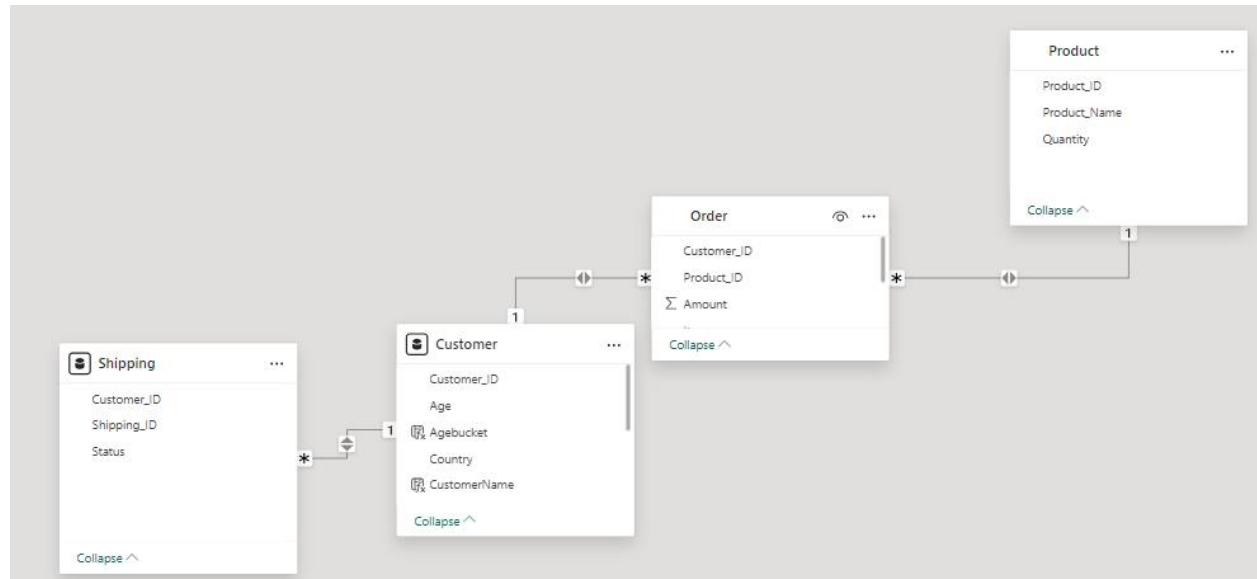 Product
...
Product_ID
Product_Name
Quantity
Collapse
1
Order
...
Customer_ID
Product_ID
Σ Amount
Collapse
*
*
1
Customer
...
Customer_ID
Age
Agebucket
Country
CustomerName
Collapse
1
*
Shipping
...
Customer_ID
Shipping_ID
Status
Collapse